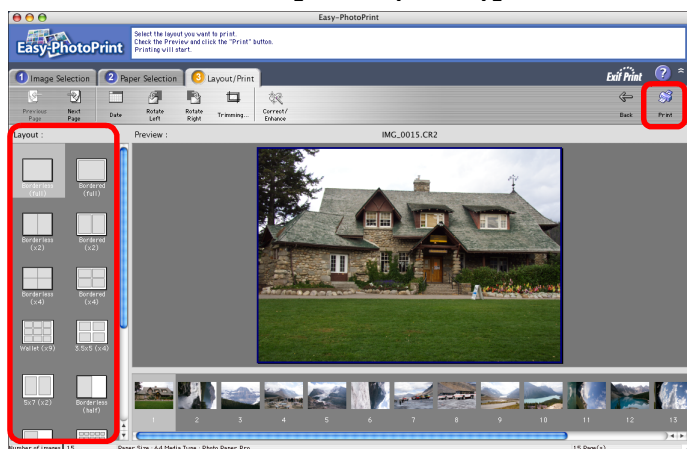 Easy-PhotoPrint
Easy-PhotoPrint
Select the layout you want to print.
Check the Preview and click the "Print" button.
Printing will start.
1 Image Selection
2 Paper Selection
3 Layout/Print
Exif Print
?
Previous Page
Next Page
Date
Rotate Left
Rotate Right
Trimming...
Correct/Enhance
Back
Print
Layout :
Preview :
IMG_0015.CR2
Borderless (full)
Bordered (full)
Borderless (x2)
Bordered (x2)
Borderless (x4)
Bordered (x4)
Wallet (x9)
3.5x5 (x4)
5x7 (x2)
Borderless (half)
1 2 3 4 5 6 7 8 9 10 11 12 13
Number of images 15
Paper Size : A4 Media Type : Photo Paper Pro
15 Page(s)